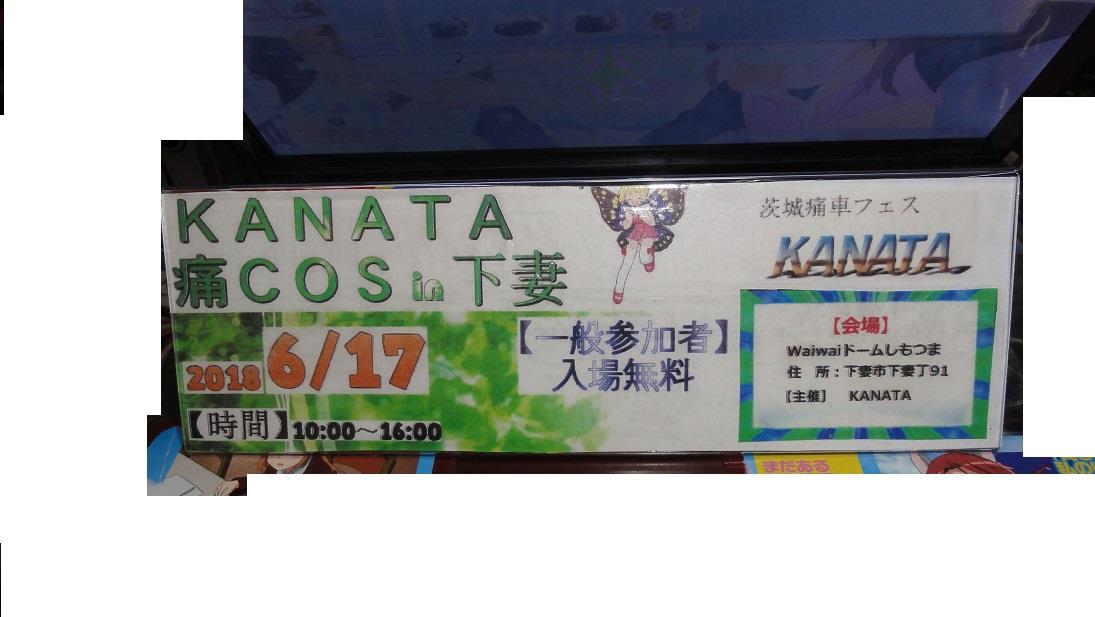 KANATA
痛COS in 下妻
2018 6/17
【時間】10:00～16:00
【一般参加者】
入場無料
茨城痛車フェス
KANATA
【会場】
Waiwaiドームしもつま
住　所：下妻市下妻丁91
【主催】　KANATA
まだある